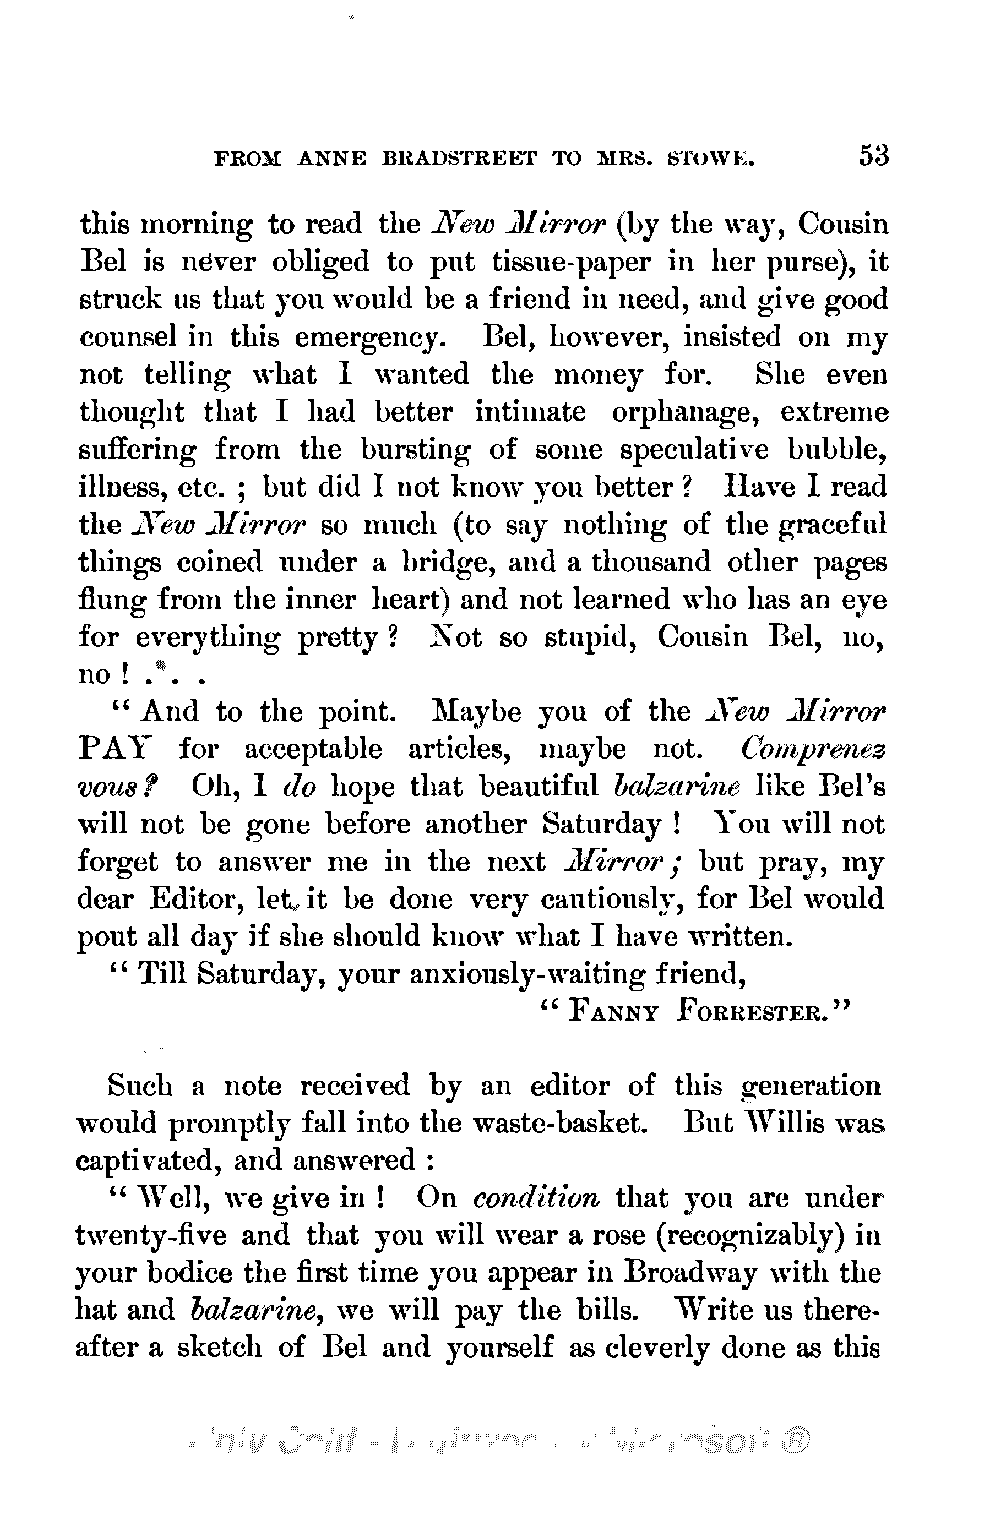 FROM ANNE BRADSTREET TO MRS. STOWE. 53
this morning to read the New Mirror (by the way, Cousin
Bel is never obliged to put tissue-paper in her purse), it
struck us that you would be a friend in need, and give good
counsel in this emergency. Bel, however, insisted on my
not telling what I wanted the money for. She even
thought that I had better intimate orphanage, extreme
suffering from the bursting of some speculative bubble,
illness, etc. ; but did I not know you better ? Have I read
the New Mirror so much (to say nothing of the graceful
things coined under a bridge, and a thousand other pages
flung from the inner heart) and not learned who has an eye
for everything pretty ? Not so stupid, Cousin Bel, no,
no ! . . .
“ And to the point. Maybe you of the New Mirror
PAY for acceptable articles, maybe not. Comprenez
vous ? Oh, I do hope that beautiful balzarine like Bel's
will not be gone before another Saturday ! You will not
forget to answer me in the next Mirror ; but pray, my
dear Editor, let it be done very cautiously, for Bel would
pout all day if she should know what I have written.
“ Till Saturday, your anxiously-waiting friend,
“ FANNY FORRESTER.”
Such a note received by an editor of this generation
would promptly fall into the waste-basket. But Willis was
captivated, and answered :
“ Well, we give in ! On condition that you are under
twenty-five and that you will wear a rose (recognizably) in
your bodice the first time you appear in Broadway with the
hat and balzarine, we will pay the bills. Write us there-
after a sketch of Bel and yourself as cleverly done as this